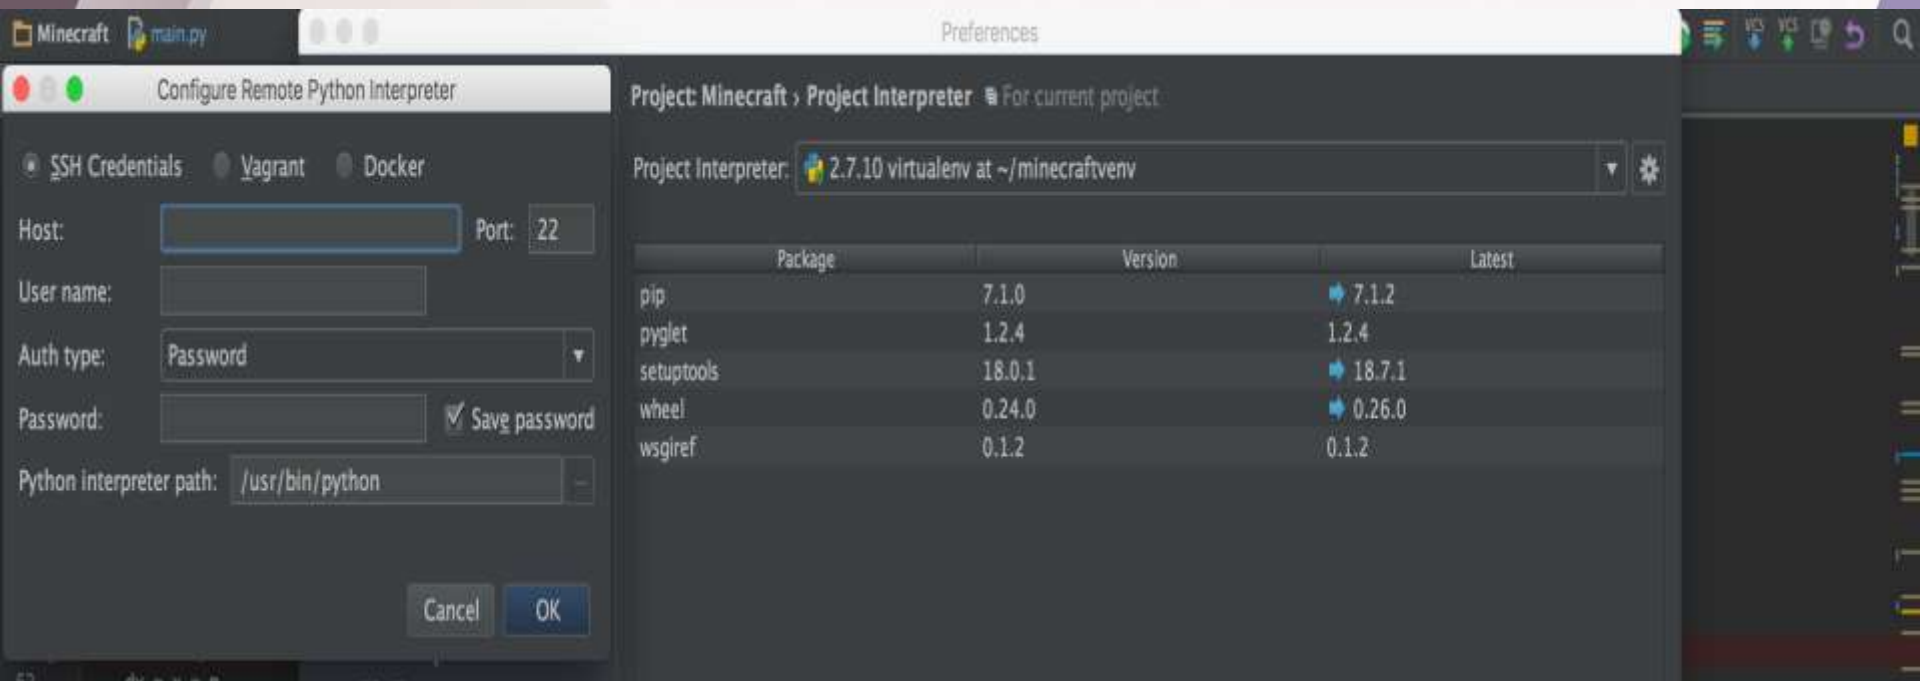 Minecraft main.py
Preferences
VCS VCS
Configure Remote Python Interpreter
SSH Credentials Vagrant Docker
Host: Port: 22
User name:
Auth type: Password
Password: Save password
Python interpreter path: /usr/bin/python
Cancel OK
Project: Minecraft › Project Interpreter For current project
Project Interpreter: 2.7.10 virtualenv at ~/minecraftvenv
Package Version Latest
pip 7.1.0 7.1.2
pyglet 1.2.4 1.2.4
setuptools 18.0.1 18.7.1
wheel 0.24.0 0.26.0
wsgiref 0.1.2 0.1.2